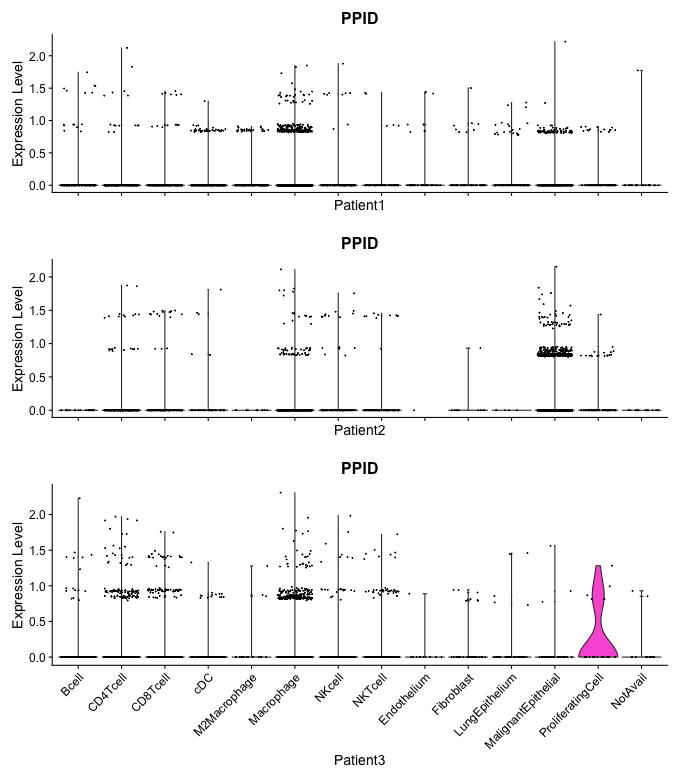 PPID
Expression Level
2.0
1.5
1.0
0.5
0.0
Patient1
PPID
Expression Level
2.0
1.5
1.0
0.5
0.0
Patient2
PPID
Expression Level
2.0
1.5
1.0
0.5
0.0
Bcell
CD4Tcell
CD8Tcell
cDC
M2Macrophage
Macrophage
NKcell
NKTcell
Endothelium
Fibroblast
LungEpithelium
MalignantEpithelial
ProliferatingCell
NotAvail
Patient3